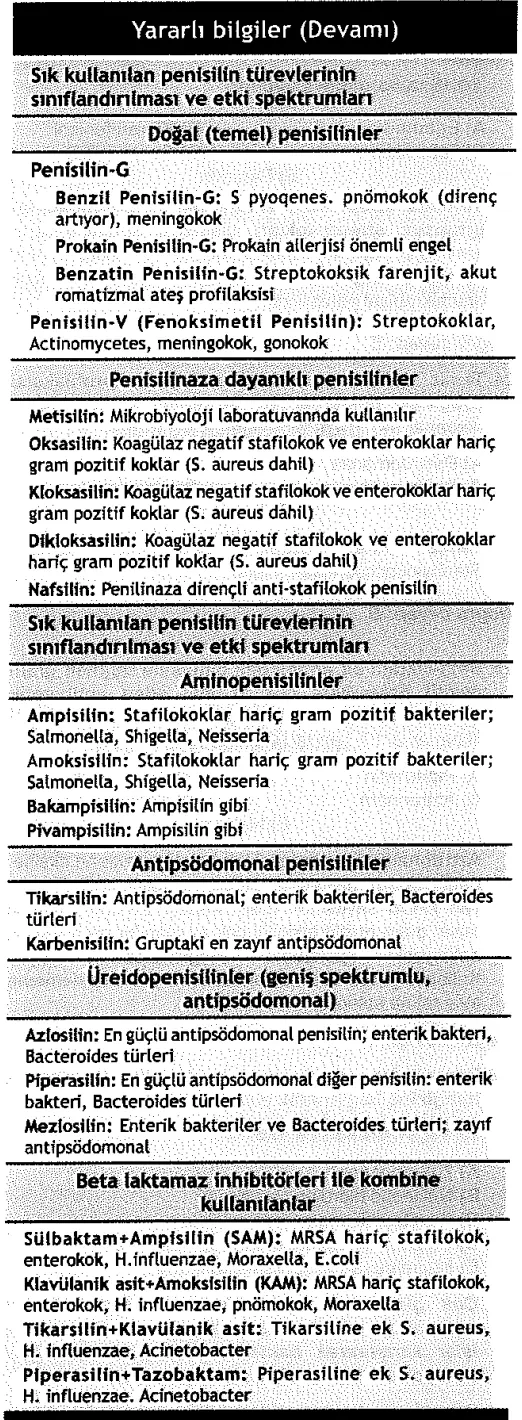 Yararlı bilgiler (Devamı)
Sık kullanılan penisilin türevlerinin
sınıflandırılması ve etki spektrumları
Doğal (temel) penisilinler
Penisilin-G
Benzil Penisilin-G: S pyoqenes. pnömokok (direnç
artıyor), meningokok
Prokain Penisilin-G: Prokain allerjisi önemli engel
Benzatin Penisilin-G: Streptokoksik farenjit, akut
romatizmal ateş profilaksisi
Penisilin-V (Fenoksimetil Penisilin): Streptokoklar,
Actinomycetes, meningokok, gonokok
Penisilinaza dayanıklı penisilinler
Metisilin: Mikrobiyoloji laboratuvannda kullanılır
Oksasilin: Koagülaz negatif stafilokok ve enterokoklar hariç
gram pozitif koklar (S. aureus dahil)
Kloksasilin: Koagülaz negatif stafilokok ve enterokoklar hariç
gram pozitif koklar (S. aureus dahil)
Dikloksasilin: Koagülaz negatif stafilokok ve enterokoklar
hariç gram pozitif koklar (S. aureus dahil)
Nafsilin: Penilinaza dirençli anti-stafilokok penisilin
Sık kullanılan penisilin türevlerinin
sınıflandırılması ve etki spektrumları
Aminopenisilinler
Ampisilin: Stafilokoklar hariç gram pozitif bakteriler;
Salmonella, Shigella, Neisseria
Amoksisilin: Stafilokoklar hariç gram pozitif bakteriler;
Salmonella, Shigella, Neisseria
Bakampisilin: Ampisilin gibi
Pivampisilin: Ampisilin gibi
Antipsödomonal penisilinler
Tikarsilin: Antipsödomonal; enterik bakteriler, Bacteroides
türleri
Karbenisilin: Gruptaki en zayıf antipsödomonal
Üreidopenisilinler (geniş spektrumlu,
antipsödomonal)
Azlosilin: En güçlü antipsödomonal penisilin; enterik bakteri,
Bacteroides türleri
Piperasilin: En güçlü antipsödomonal diğer penisilin: enterik
bakteri, Bacteroides türleri
Mezlosilin: Enterik bakteriler ve Bacteroides türleri; zayıf
antipsödomonal
Beta laktamaz inhibitörleri ile kombine
kullanılanlar
Sülbaktam+Ampisilin (SAM): MRSA hariç stafilokok,
enterokok, H.influenzae, Moraxella, E.coli
Klavülanik asit+Amoksisilin (KAM): MRSA hariç stafilokok,
enterokok, H. influenzae, pnömokok, Moraxella
Tikarsilin+Klavülanik asit: Tikarsiline ek S. aureus,
H. influenzae, Acinetobacter
Piperasilin+Tazobaktam: Piperasiline ek S. aureus,
H. influenzae. Acinetobacter